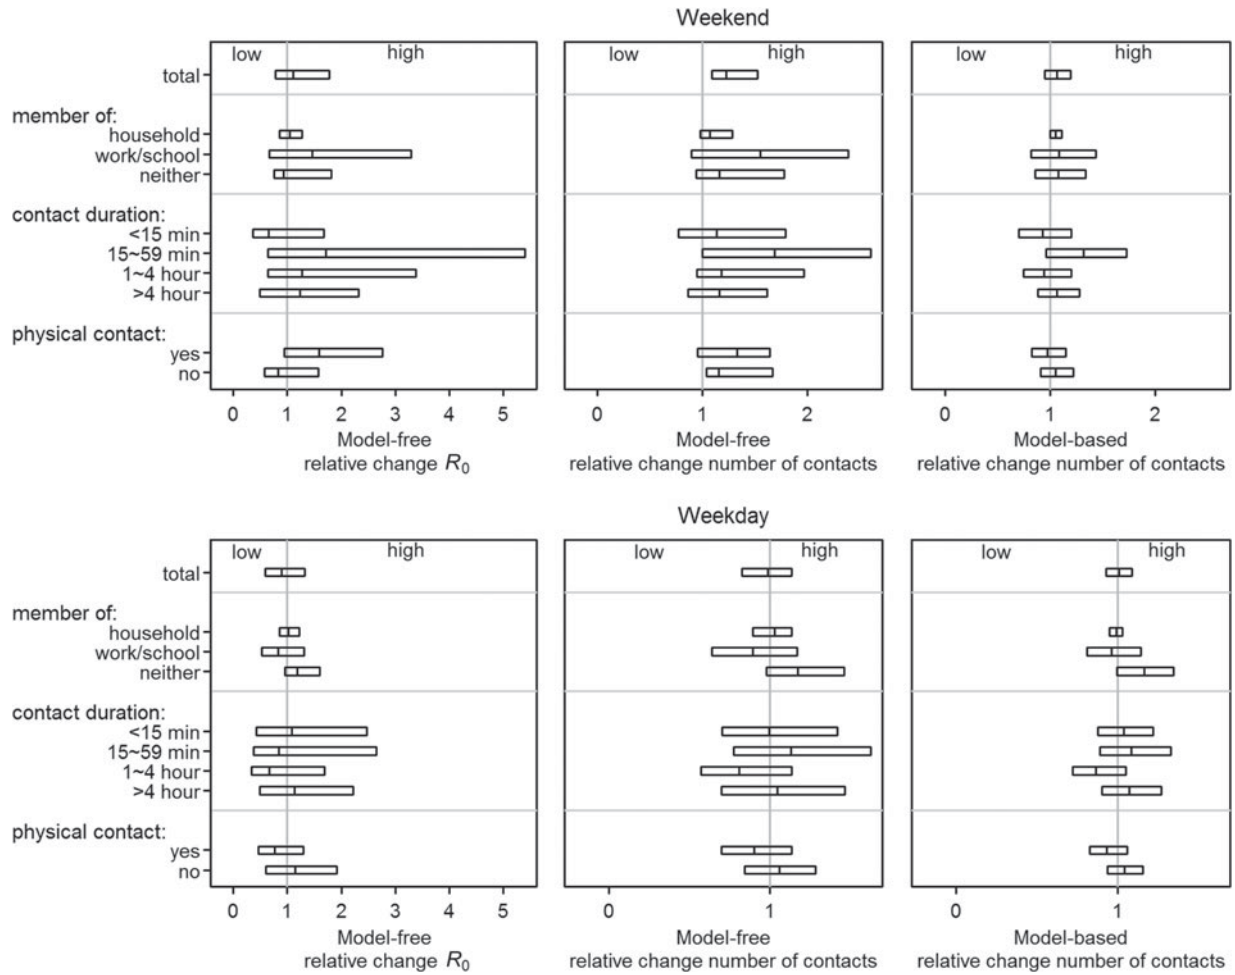 Weekend
low high low high low high
total
member of:
household
work/school
neither
contact duration:
<15 min
15~59 min
1~4 hour
>4 hour
physical contact:
yes
no
0 1 2 3 4 5 0 1 2 0 1 2
Model-free Model-free Model-based
relative change R₀ relative change number of contacts relative change number of contacts
Weekday
low high low high low high
total
member of:
household
work/school
neither
contact duration:
<15 min
15~59 min
1~4 hour
>4 hour
physical contact:
yes
no
0 1 2 3 4 5 0 1 0 1
Model-free Model-free Model-based
relative change R₀ relative change number of contacts relative change number of contacts